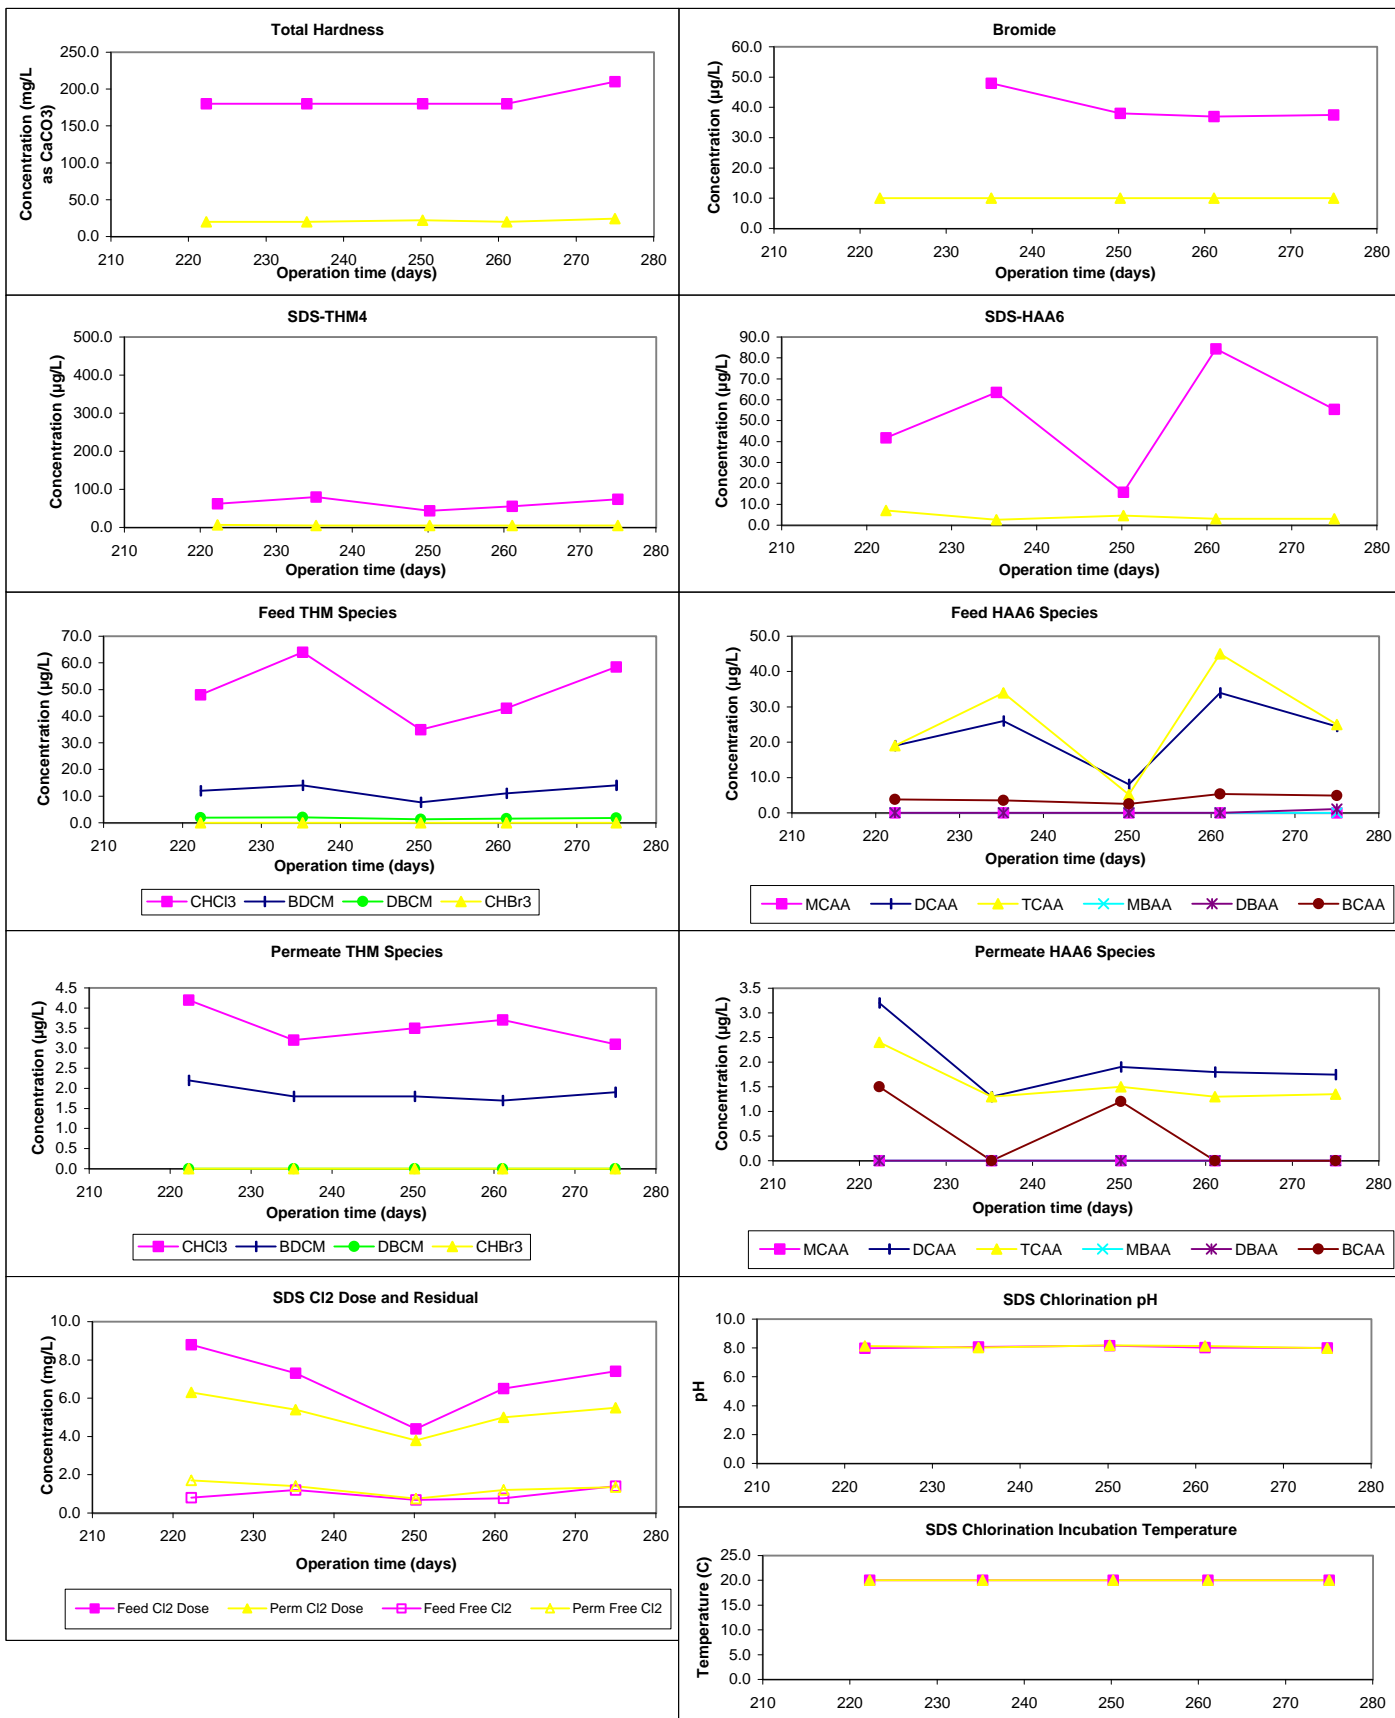 Total Hardness
Concentration (mg/L
as CaCO3)
250.0
200.0
150.0
100.0
50.0
0.0
210 220 230 240 250 260 270 280
Operation time (days)
Bromide
Concentration (µg/L)
60.0
50.0
40.0
30.0
20.0
10.0
0.0
210 220 230 240 250 260 270 280
Operation time (days)
SDS-THM4
Concentration (µg/L)
500.0
400.0
300.0
200.0
100.0
0.0
210 220 230 240 250 260 270 280
Operation time (days)
SDS-HAA6
Concentration (µg/L)
90.0
80.0
70.0
60.0
50.0
40.0
30.0
20.0
10.0
0.0
210 220 230 240 250 260 270 280
Operation time (days)
Feed THM Species
Concentration (µg/L)
70.0
60.0
50.0
40.0
30.0
20.0
10.0
0.0
210 220 230 240 250 260 270 280
Operation time (days)
CHCl3 BDCM DBCM CHBr3
Feed HAA6 Species
Concentration (µg/L)
50.0
40.0
30.0
20.0
10.0
0.0
210 220 230 240 250 260 270 280
Operation time (days)
MCAA DCAA TCAA MBAA DBAA BCAA
Permeate THM Species
Concentration (µg/L)
4.5
4.0
3.5
3.0
2.5
2.0
1.5
1.0
0.5
0.0
210 220 230 240 250 260 270 280
Operation time (days)
CHCl3 BDCM DBCM CHBr3
Permeate HAA6 Species
Concentration (µg/L)
3.5
3.0
2.5
2.0
1.5
1.0
0.5
0.0
210 220 230 240 250 260 270 280
Operation time (days)
MCAA DCAA TCAA MBAA DBAA BCAA
SDS Cl2 Dose and Residual
Concentration (mg/L)
10.0
8.0
6.0
4.0
2.0
0.0
210 220 230 240 250 260 270 280
Operation time (days)
Feed Cl2 Dose Perm Cl2 Dose Feed Free Cl2 Perm Free Cl2
SDS Chlorination pH
pH
10.0
8.0
6.0
4.0
2.0
0.0
210 220 230 240 250 260 270 280
SDS Chlorination Incubation Temperature
Temperature (C)
25.0
20.0
15.0
10.0
5.0
0.0
210 220 230 240 250 260 270 280